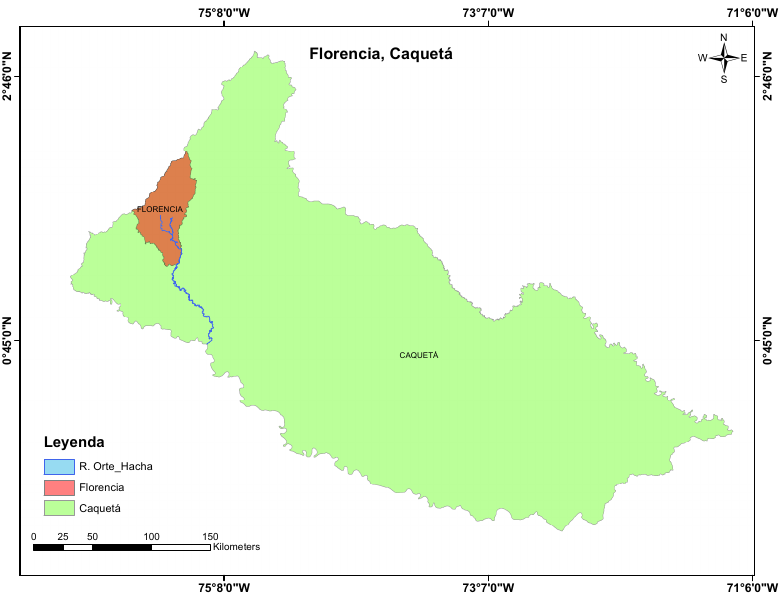 75°8'0"W 73°7'0"W 71°6'0"W
Florencia, Caquetá
N
W E
S
2°46'0"N 2°46'0"N
FLORENCIA
0°45'0"N 0°45'0"N
CAQUETÁ
Leyenda
R. Orte_Hacha
Florencia
Caquetá
0 25 50 100 150
Kilometers
75°8'0"W 73°7'0"W 71°6'0"W